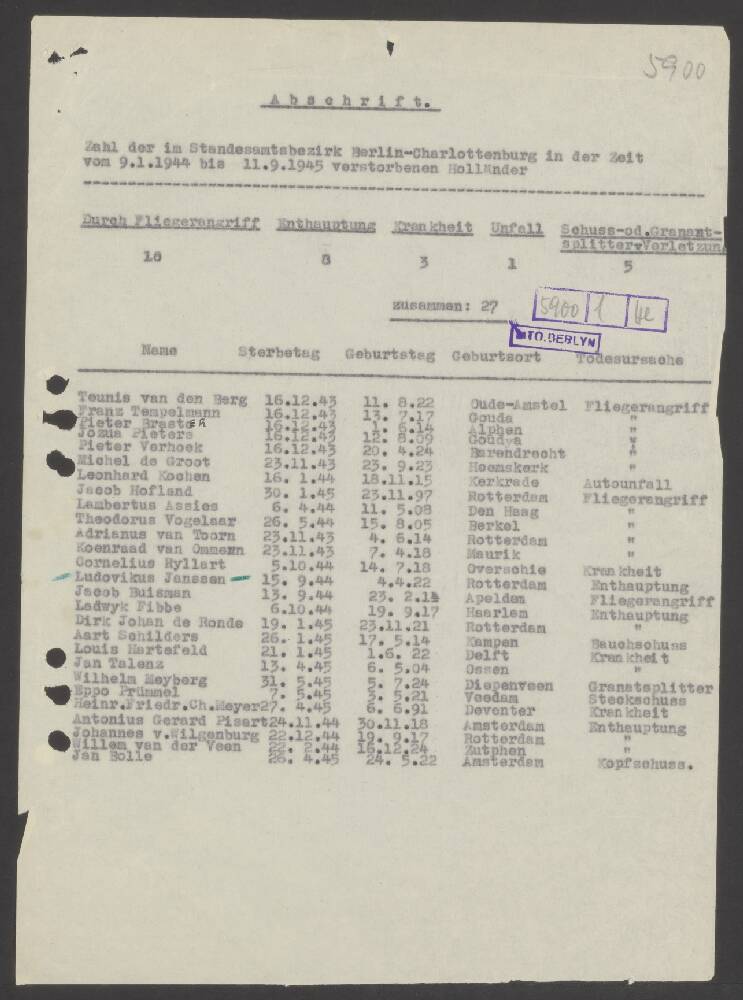 5900
Abschrift.
Zahl der im Standesamtsbezirk Berlin-Charlottenburg in der Zeit
vom 9.1.1944 bis 11.9.1945 verstorbenen Holländer
Durch Fliegerangriff Enthauptung Krankheit Unfall Schuss-od.Granant-
splitter-Verletzung
10 8 3 1 5
zusammen: 27
5900 1 4e
TO.BERLYN
Name Sterbetag Geburtstag Geburtsort Todesursache
Teunis van den Berg 16.12.43 11. 8.22 Oude-Amstel Fliegerangriff
Franz Tempelmann 16.12.43 13. 7.17 Gouda "
Pieter Braster 16.12.43 1. 6.14 Alphen "
Jozua Pieters 16.12.43 12. 8.09 Goudya "
Pieter Verhoek 16.12.43 20. 4.24 Barendrecht "
Michel de Groot 23.11.43 23. 9.23 Heemskerk "
Leonhard Kochen 16. 1.44 18.11.15 Kerkrade Autounfall
Jacob Hofland 30. 1.45 23.11.97 Rotterdam Fliegerangriff
Lambertus Assies 6. 4.44 11. 5.08 Den Haag "
Theodorus Vogelaar 26. 5.44 15. 8.05 Berkel "
Adrianus van Toorn 23.11.43 4. 6.14 Rotterdam "
Koenraad van Ommemn 23.11.43 7. 4.18 Maurik "
Cornelius Ryllart 5.10.44 14. 7.18 Overschie Krankheit
Ludovikus Janssen 15. 9.44 4.4.22 Rotterdam Enthauptung
Jacob Buisman 13. 9.44 23. 2.14 Apeldam Fliegerangriff
Ladwyk Fibbe 6.10.44 19. 9.17 Haarlem Enthauptung
Dirk Johan de Ronde 19. 1.45 23.11.21 Rotterdam "
Aart Schilders 26. 1.45 17. 5.14 Kampen Bauchschuss
Louis Hartefeld 21. 1.45 1.6. 22 Delft Krankheit
Jan Talenz 13. 4.45 6. 5.04 Ossen "
Wilhelm Meyberg 31. 5.45 5. 7.24 Diepenveen Granatsplitter
Eppo Prümmel 7. 5.45 3. 5.21 Veedam Steckschuss
Heinr.Friedr.Ch.Meyer27. 4.45 6. 6.91 Deventer Krankheit
Antonius Gerard Pisart24.11.44 30.11.18 Amsterdam Enthauptung
Johannes v.Wilgenburg 22.12.44 19. 9.17 Rotterdam "
Willem van der Veen 22. 2.44 16.12.24 Zutphen "
Jan Bolle 26. 4.45 24. 5.22 Amsterdam Kopfschuss.